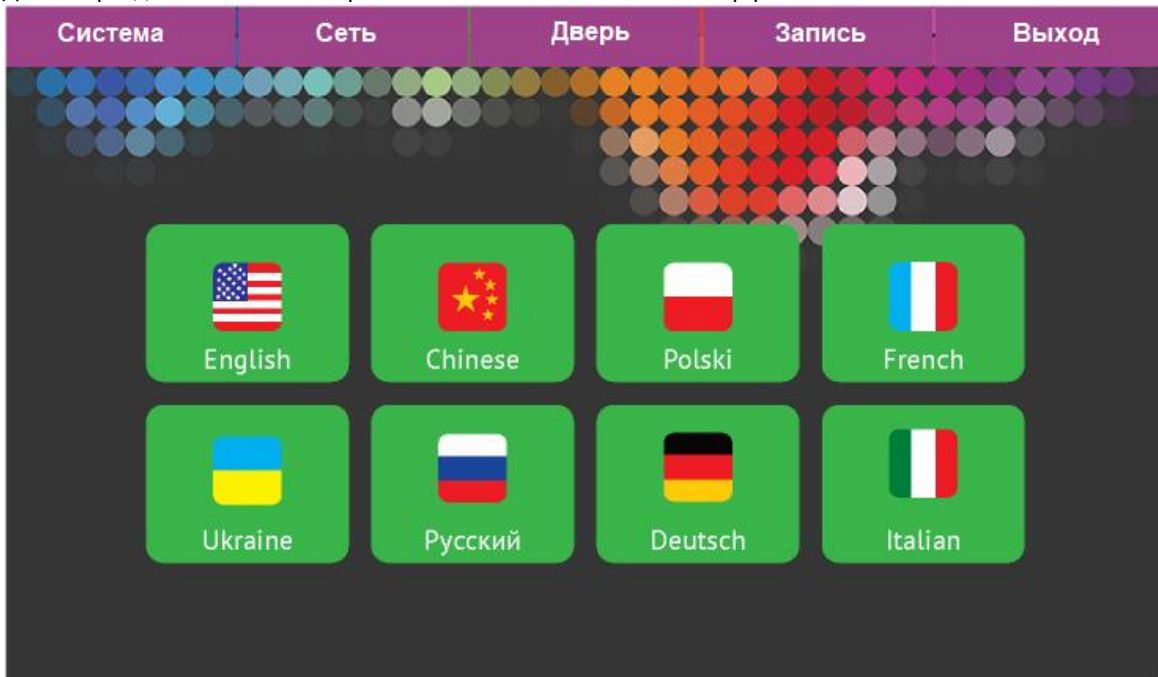 Система Сеть Дверь Запись Выход
English Chinese Polski French
Ukraine Русский Deutsch Italian